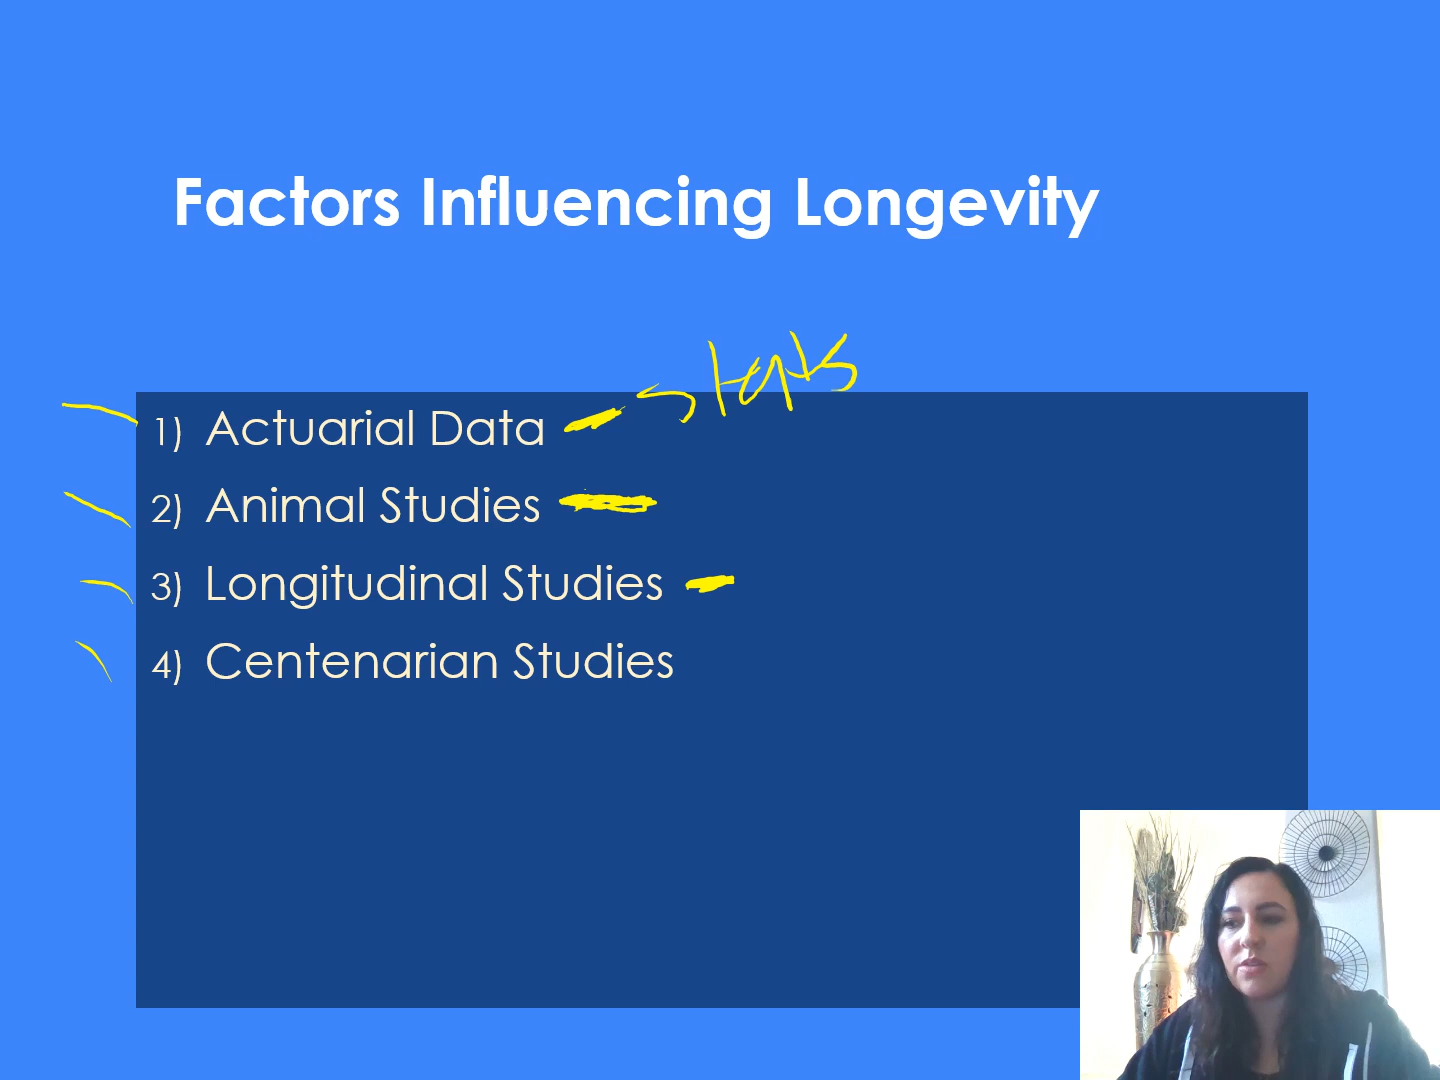 Factors Influencing Longevity
stats
1) Actuarial Data
2) Animal Studies
3) Longitudinal Studies
4) Centenarian Studies